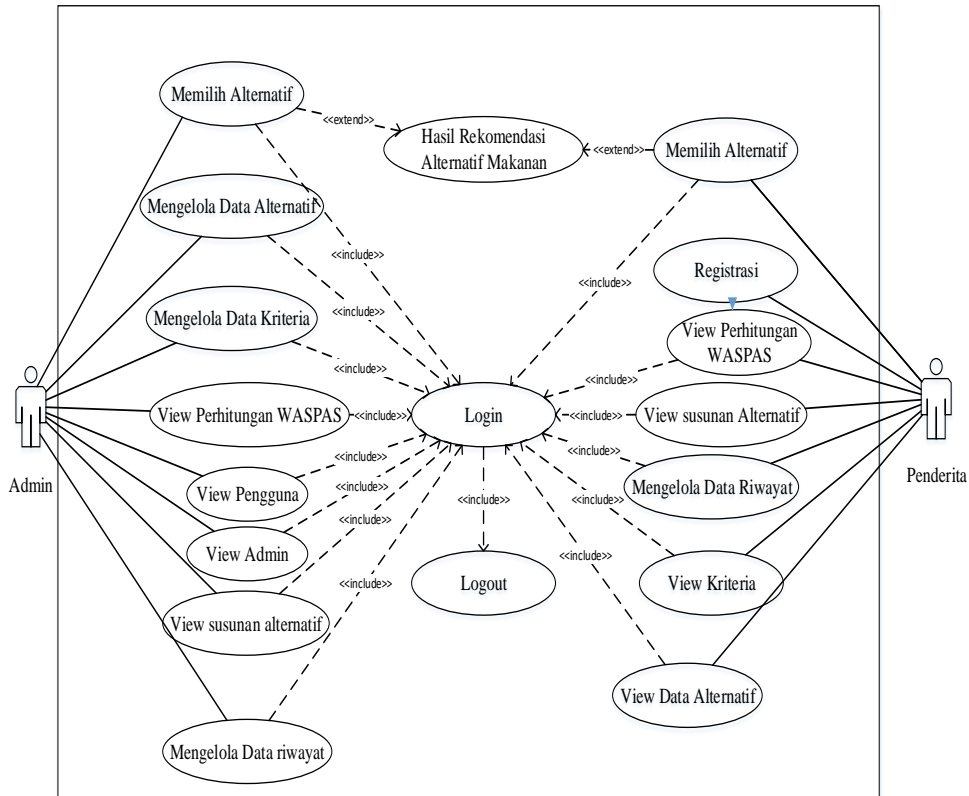 Memilih Alternatif
<<extend>>
Hasil Rekomendasi
Alternatif Makanan
<<extend>>
Memilih Alternatif
Mengelola Data Alternatif
<<include>>
<<include>>
<<include>>
Registrasi
Mengelola Data Kriteria
<<include>>
View Perhitungan
WASPAS
<<include>>
View Perhitungan WASPAS
<<include>>
Login
<<include>>
View susunan Alternatif
Admin
Penderita
View Pengguna
<<include>>
<<include>>
Mengelola Data Riwayat
<<include>>
<<include>>
View Admin
<<include>>
<<include>>
<<include>>
Logout
View Kriteria
View susunan alternatif
View Data Alternatif
Mengelola Data riwayat